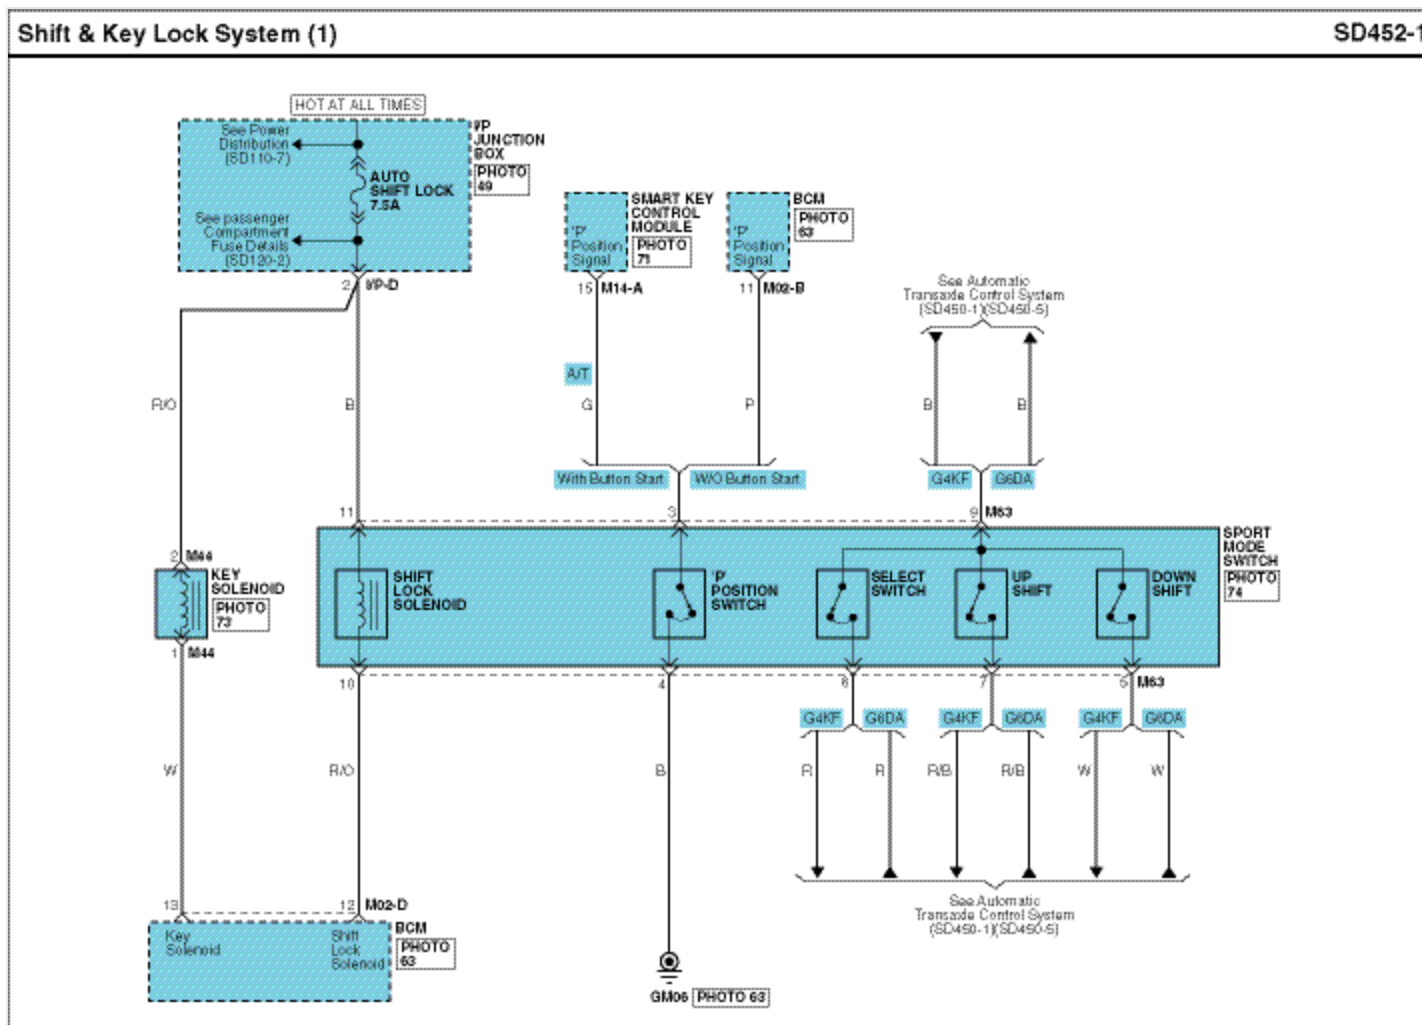 Shift & Key Lock System (1)
SD452-1
HOT AT ALL TIMES
See Power
Distribution
(SD110-7)
AUTO
SHIFT LOCK
7.5A
See passenger
Compartment
Fuse Details
(SD120-2)
I/P
JUNCTION
BOX
PHOTO
49
2
I/P-D
'P'
Position
Signal
SMART KEY
CONTROL
MODULE
PHOTO
71
15
M14-A
'P'
Position
Signal
BCM
PHOTO
63
11
M02-B
See Automatic
Transaxle Control System
(SD450-1)(SD450-5)
A/T
R/O
B
G
P
B
B
With Button Start
W/O Button Start
G4KF
G6DA
11
3
9
M63
2
M44
KEY
SOLENOID
PHOTO
73
1
M44
SHIFT
LOCK
SOLENOID
'P'
POSITION
SWITCH
SELECT
SWITCH
UP
SHIFT
DOWN
SHIFT
SPORT
MODE
SWITCH
PHOTO
74
10
4
6
7
5
M63
G4KF
G6DA
G4KF
G6DA
G4KF
G6DA
W
R/O
B
R
R
R/B
R/B
W
W
13
12
M02-D
Key
Solenoid
Shift
Lock
Solenoid
BCM
PHOTO
63
See Automatic
Transaxle Control System
(SD450-1)(SD450-5)
GM06
PHOTO 63